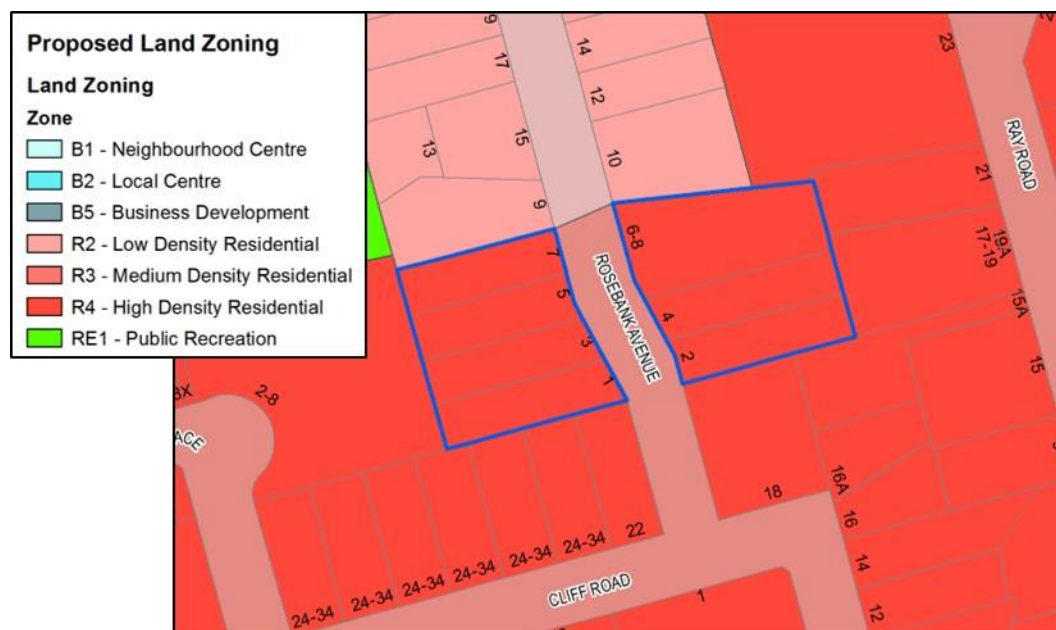 Proposed Land Zoning
Land Zoning
Zone
B1 - Neighbourhood Centre
B2 - Local Centre
B5 - Business Development
R2 - Low Density Residential
R3 - Medium Density Residential
R4 - High Density Residential
RE1 - Public Recreation
9
17
15
13
9
14
12
10
23
RAY ROAD
21
19A
17-19
15A
15
7
5
3
1
6-8
4
2
ROSEBANK AVENUE
2-8
ACE
24-34
24-34
24-34
24-34
24-34
24-34
22
18
16A
16
14
12
CLIFF ROAD
1